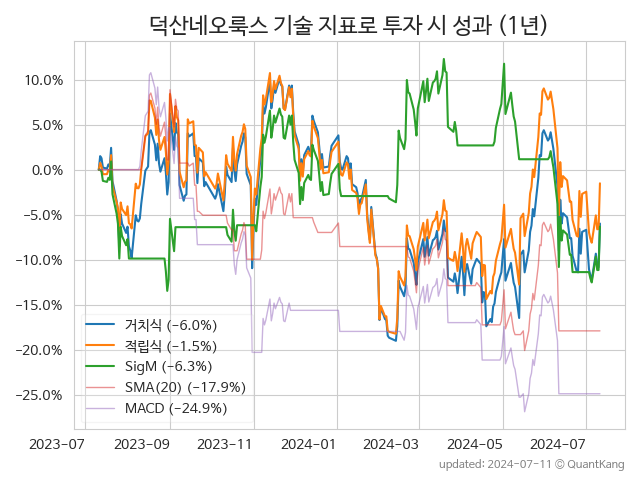 덕산네오룩스 기술 지표로 투자 시 성과 (1년)
10.0%
5.0%
0.0%
−5.0%
−10.0%
−15.0%
−20.0%
−25.0%
거치식 (−6.0%)
적립식 (−1.5%)
SigM (−6.3%)
SMA(20) (−17.9%)
MACD (−24.9%)
2023-07 2023-09 2023-11 2024-01 2024-03 2024-05 2024-07
updated: 2024-07-11 © QuantKang